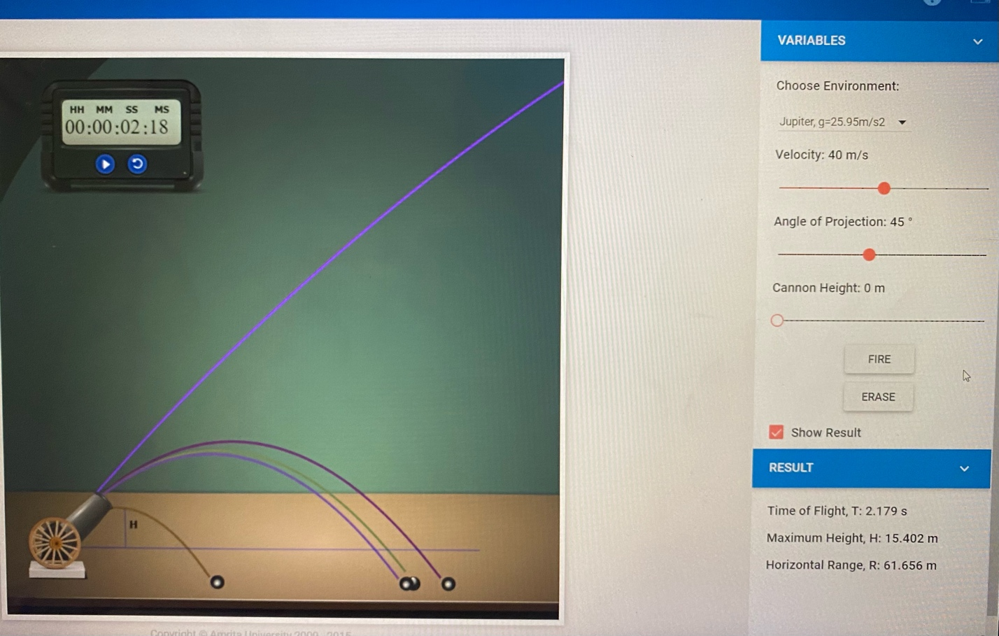 HH MM SS MS
00:00:02:18
H
VARIABLES
Choose Environment:
Jupiter, g=25.95m/s2
Velocity: 40 m/s
Angle of Projection: 45 °
Cannon Height: 0 m
FIRE
ERASE
Show Result
RESULT
Time of Flight, T: 2.179 s
Maximum Height, H: 15.402 m
Horizontal Range, R: 61.656 m
Copyright © Amrita University 2009 - 2015